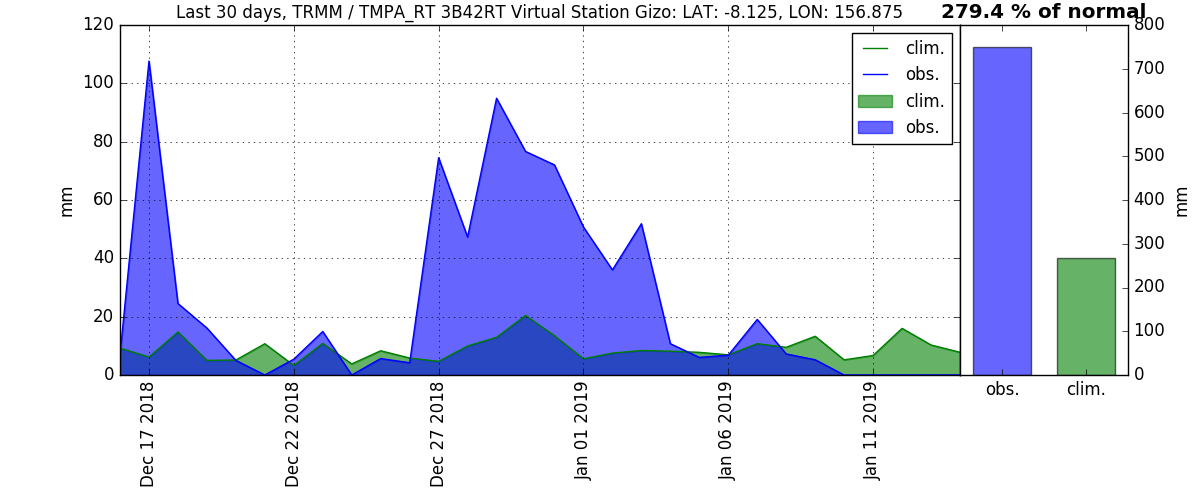 Last 30 days, TRMM / TMPA_RT 3B42RT Virtual Station Gizo: LAT: -8.125, LON: 156.875
279.4 % of normal
120
100
80
60
40
20
0
mm
clim.
obs.
clim.
obs.
800
700
600
500
400
300
200
100
0
mm
obs.
clim.
Dec 17 2018
Dec 22 2018
Dec 27 2018
Jan 01 2019
Jan 06 2019
Jan 11 2019